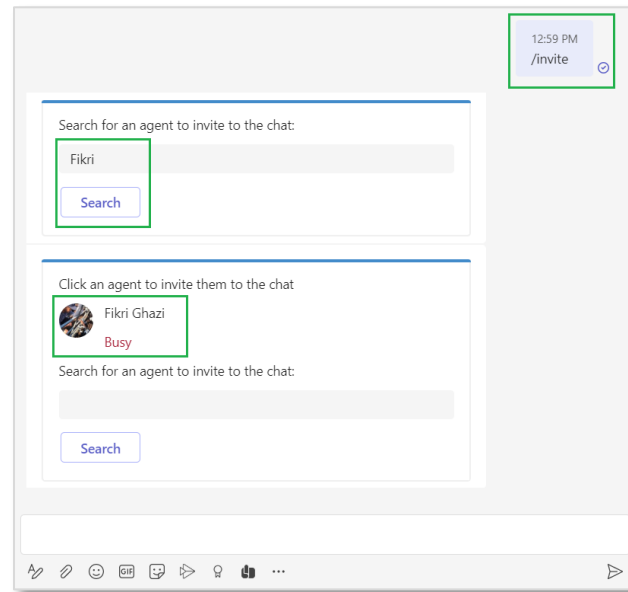 12:59 PM
/invite
Search for an agent to invite to the chat:
Fikri
Search
Click an agent to invite them to the chat
Fikri Ghazi
Busy
Search for an agent to invite to the chat:
Search
GIF